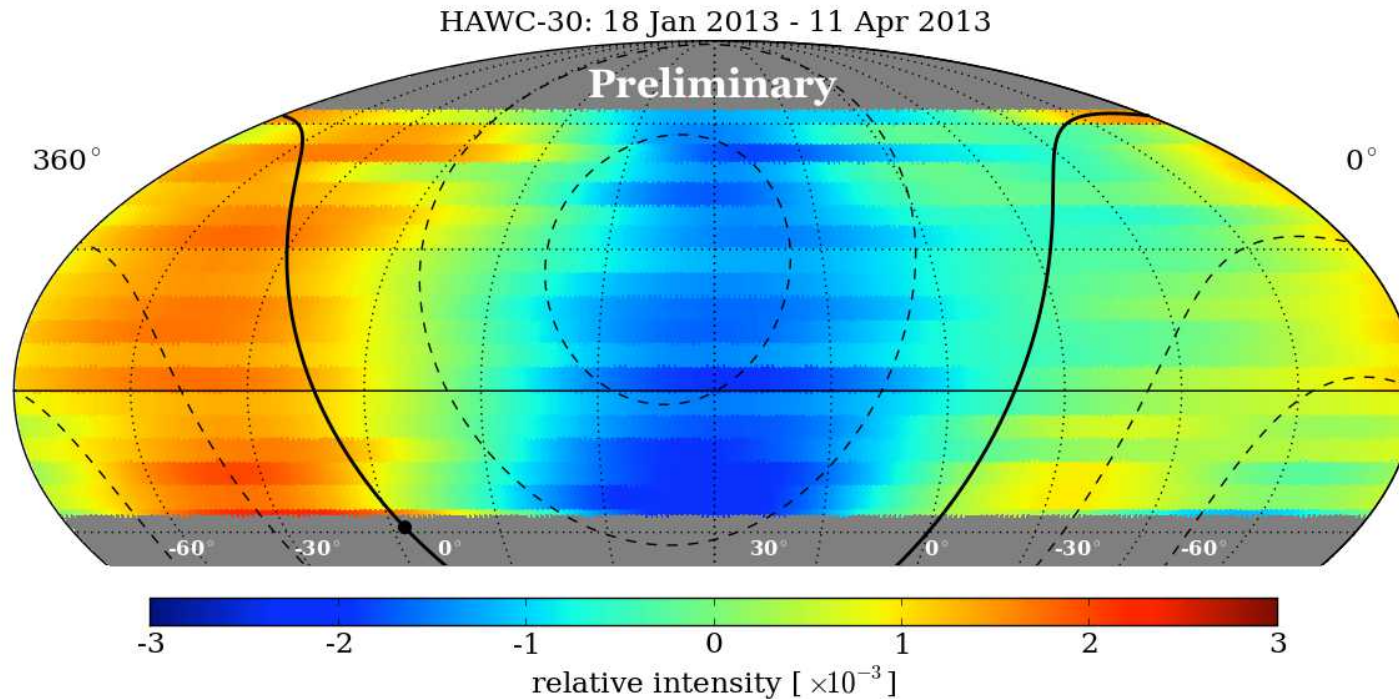 HAWC-30: 18 Jan 2013 - 11 Apr 2013
Preliminary
360°
0°
-60° -30° 0° 30° 0° -30° -60°
-3 -2 -1 0 1 2 3
relative intensity [ ×10⁻³]